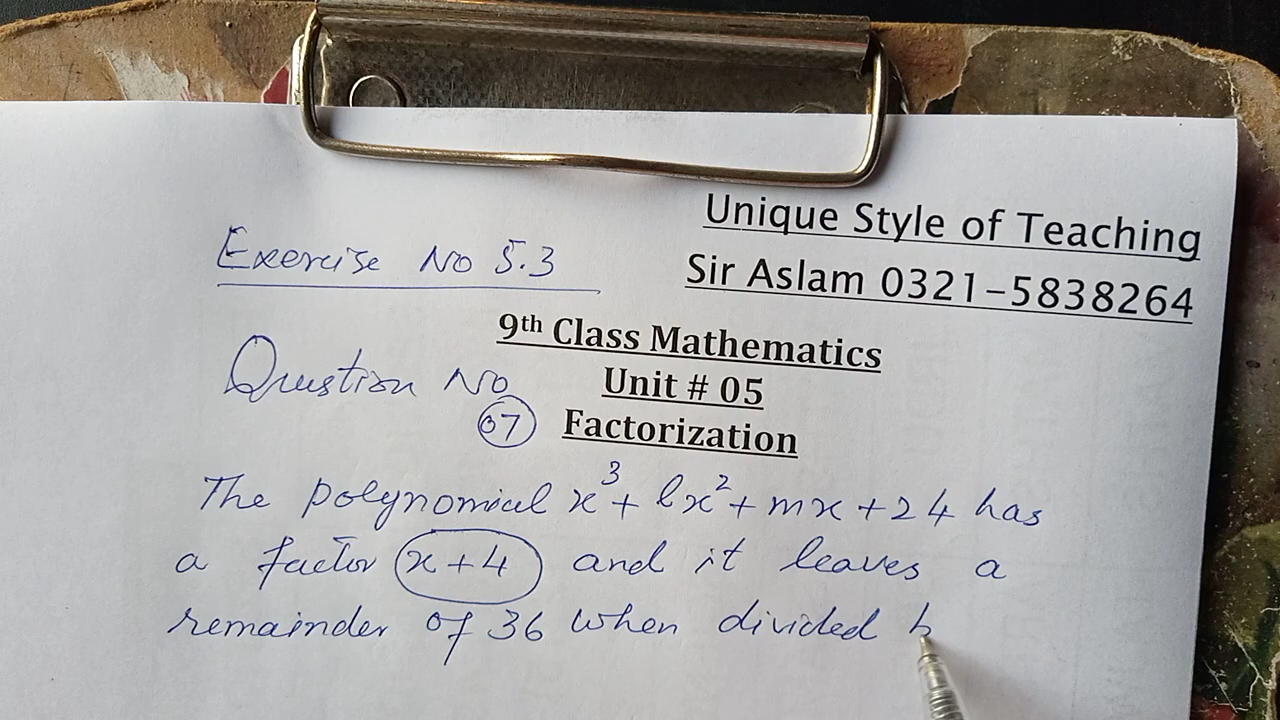 Unique Style of Teaching
Sir Aslam 0321-5838264
Exercise No 5.3
9th Class Mathematics
Unit # 05
Factorization
Question No
07
The polynomial x³ + lx² + mx + 24 has
a factor x + 4 and it leaves a
remainder of 36 when divided b